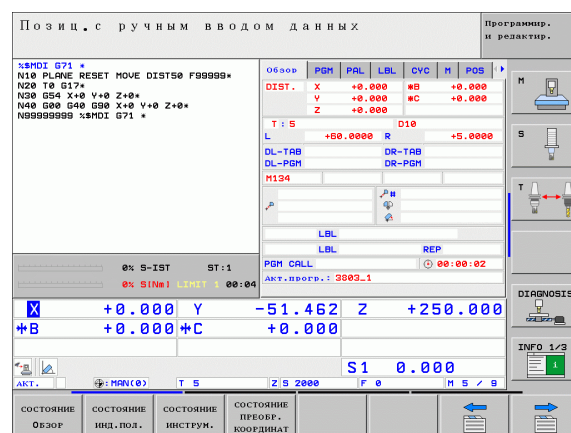 Позиц. с ручным вводом данных
Программир.
и редактир.
%$MDI G71 *
N10 PLANE RESET MOVE DIST50 F99999*
N20 T0 G17*
N30 G54 X+0 Y+0 Z+0*
N40 G00 G40 G90 X+0 Y+0 Z+0*
N99999999 %$MDI G71 *
Обзор PGM PAL LBL CYC M POS
DIST. X +0.000 *B +0.000
Y +0.000 *C +0.000
Z +0.000
T : 5 D10
L +60.0000 R +5.0000
DL-TAB DR-TAB
DL-PGM DR-PGM
M134
LBL
LBL REP
PGM CALL 00:00:02
Акт.прогр.: 3803_1
0% S-IST ST:1
0% S[Nm] LIMIT 1 00:04
X +0.000 Y -51.462 Z +250.000
*B +0.000 *C +0.000
S1 0.000
АКТ. : MAN(0) T 5 Z S 2000 F 0 M 5 / 9
M
S
T
DIAGNOSIS
INFO 1/3
СОСТОЯНИЕ СОСТОЯНИЕ СОСТОЯНИЕ СОСТОЯНИЕ
ОБЗОР ИНД.ПОЛ. ИНСТРУМ. ПРЕОБР.
КООРДИНАТ